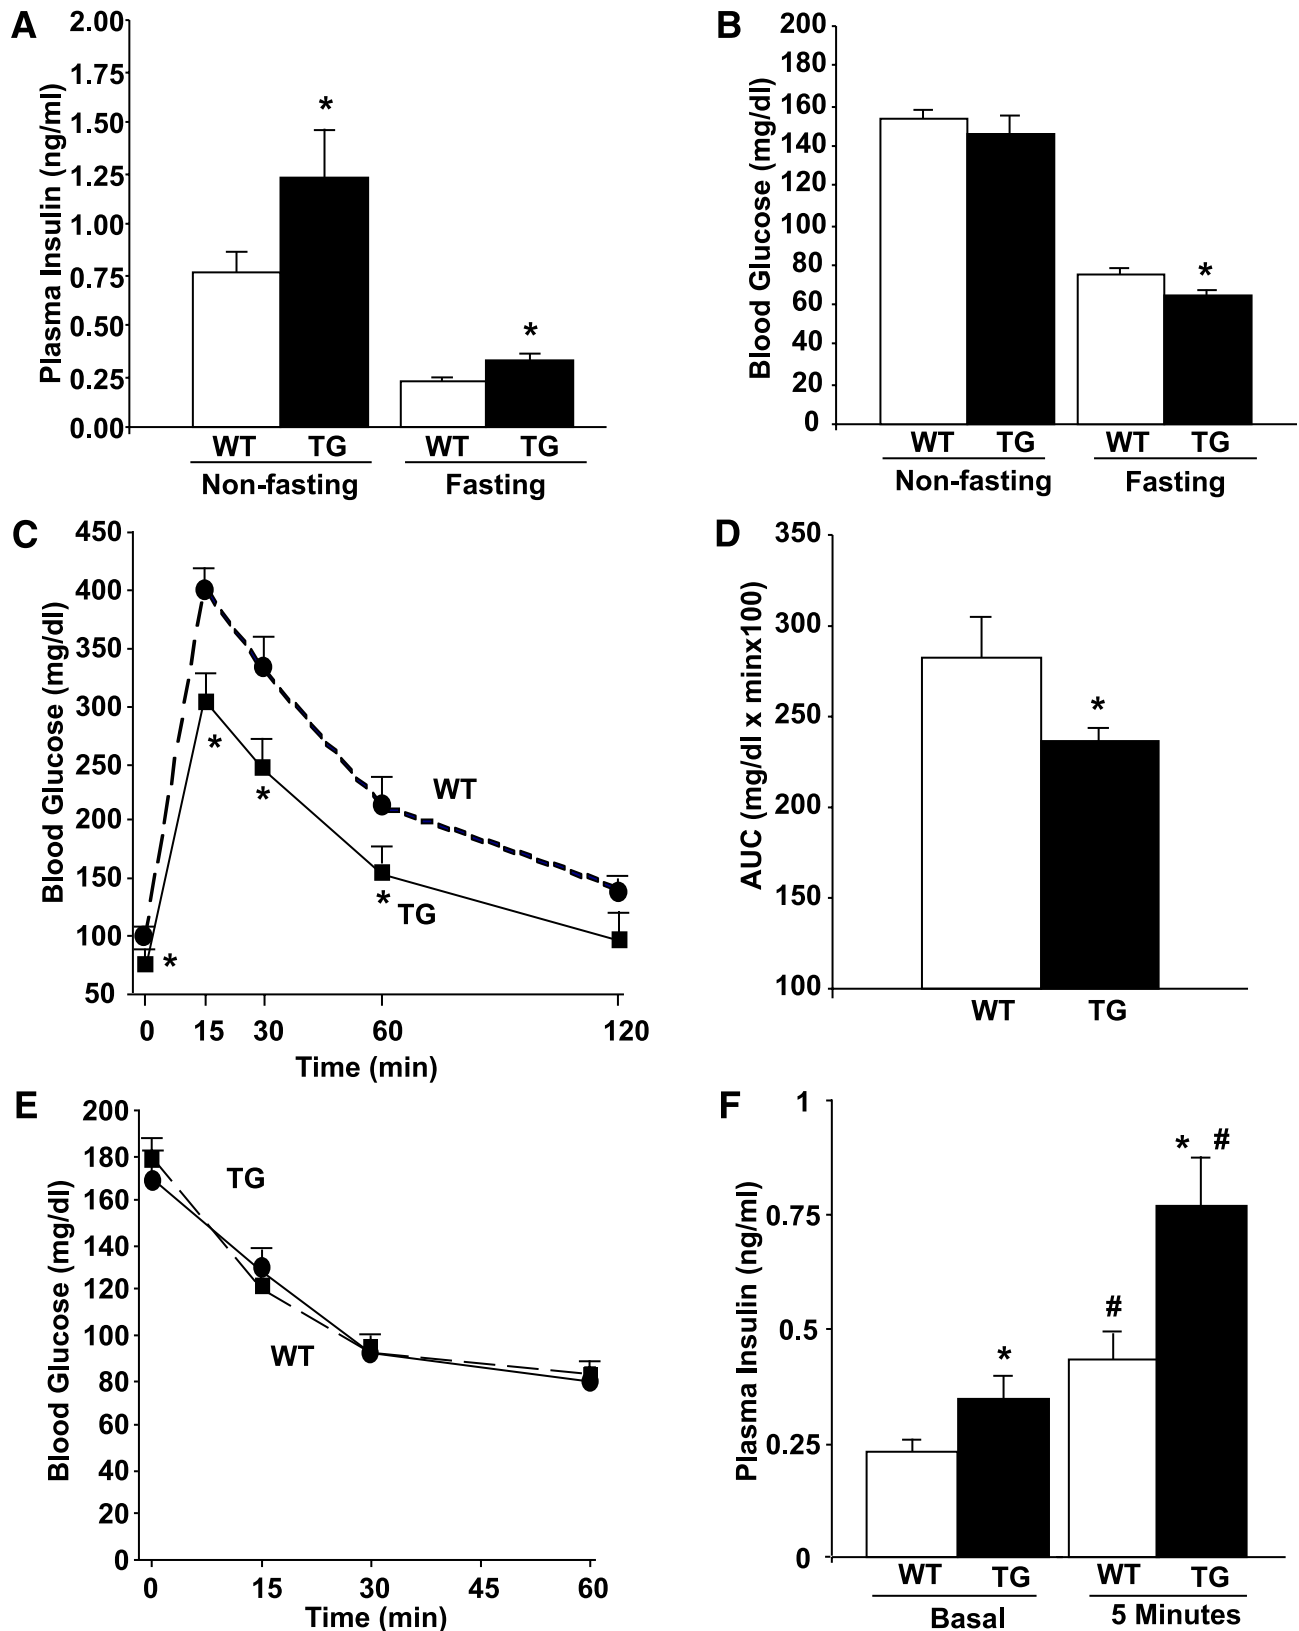 A
Plasma Insulin (ng/ml)
2.00
1.75
1.50
1.25
1.00
0.75
0.50
0.25
0.00
*
*
WT TG WT TG
Non-fasting Fasting
B
Blood Glucose (mg/dl)
200
180
160
140
120
100
80
60
40
20
0
*
WT TG WT TG
Non-fasting Fasting
C
Blood Glucose (mg/dl)
450
400
350
300
250
200
150
100
50
*
*
*
*
WT
TG
0 15 30 60 120
Time (min)
D
AUC (mg/dl x minx100)
350
300
250
200
150
100
*
WT TG
E
Blood Glucose (mg/dl)
200
180
160
140
120
100
80
60
40
20
0
TG
WT
0 15 30 45 60
Time (min)
F
Plasma Insulin (ng/ml)
1
0.75
0.5
0.25
0
* #
#
*
WT TG WT TG
Basal 5 Minutes